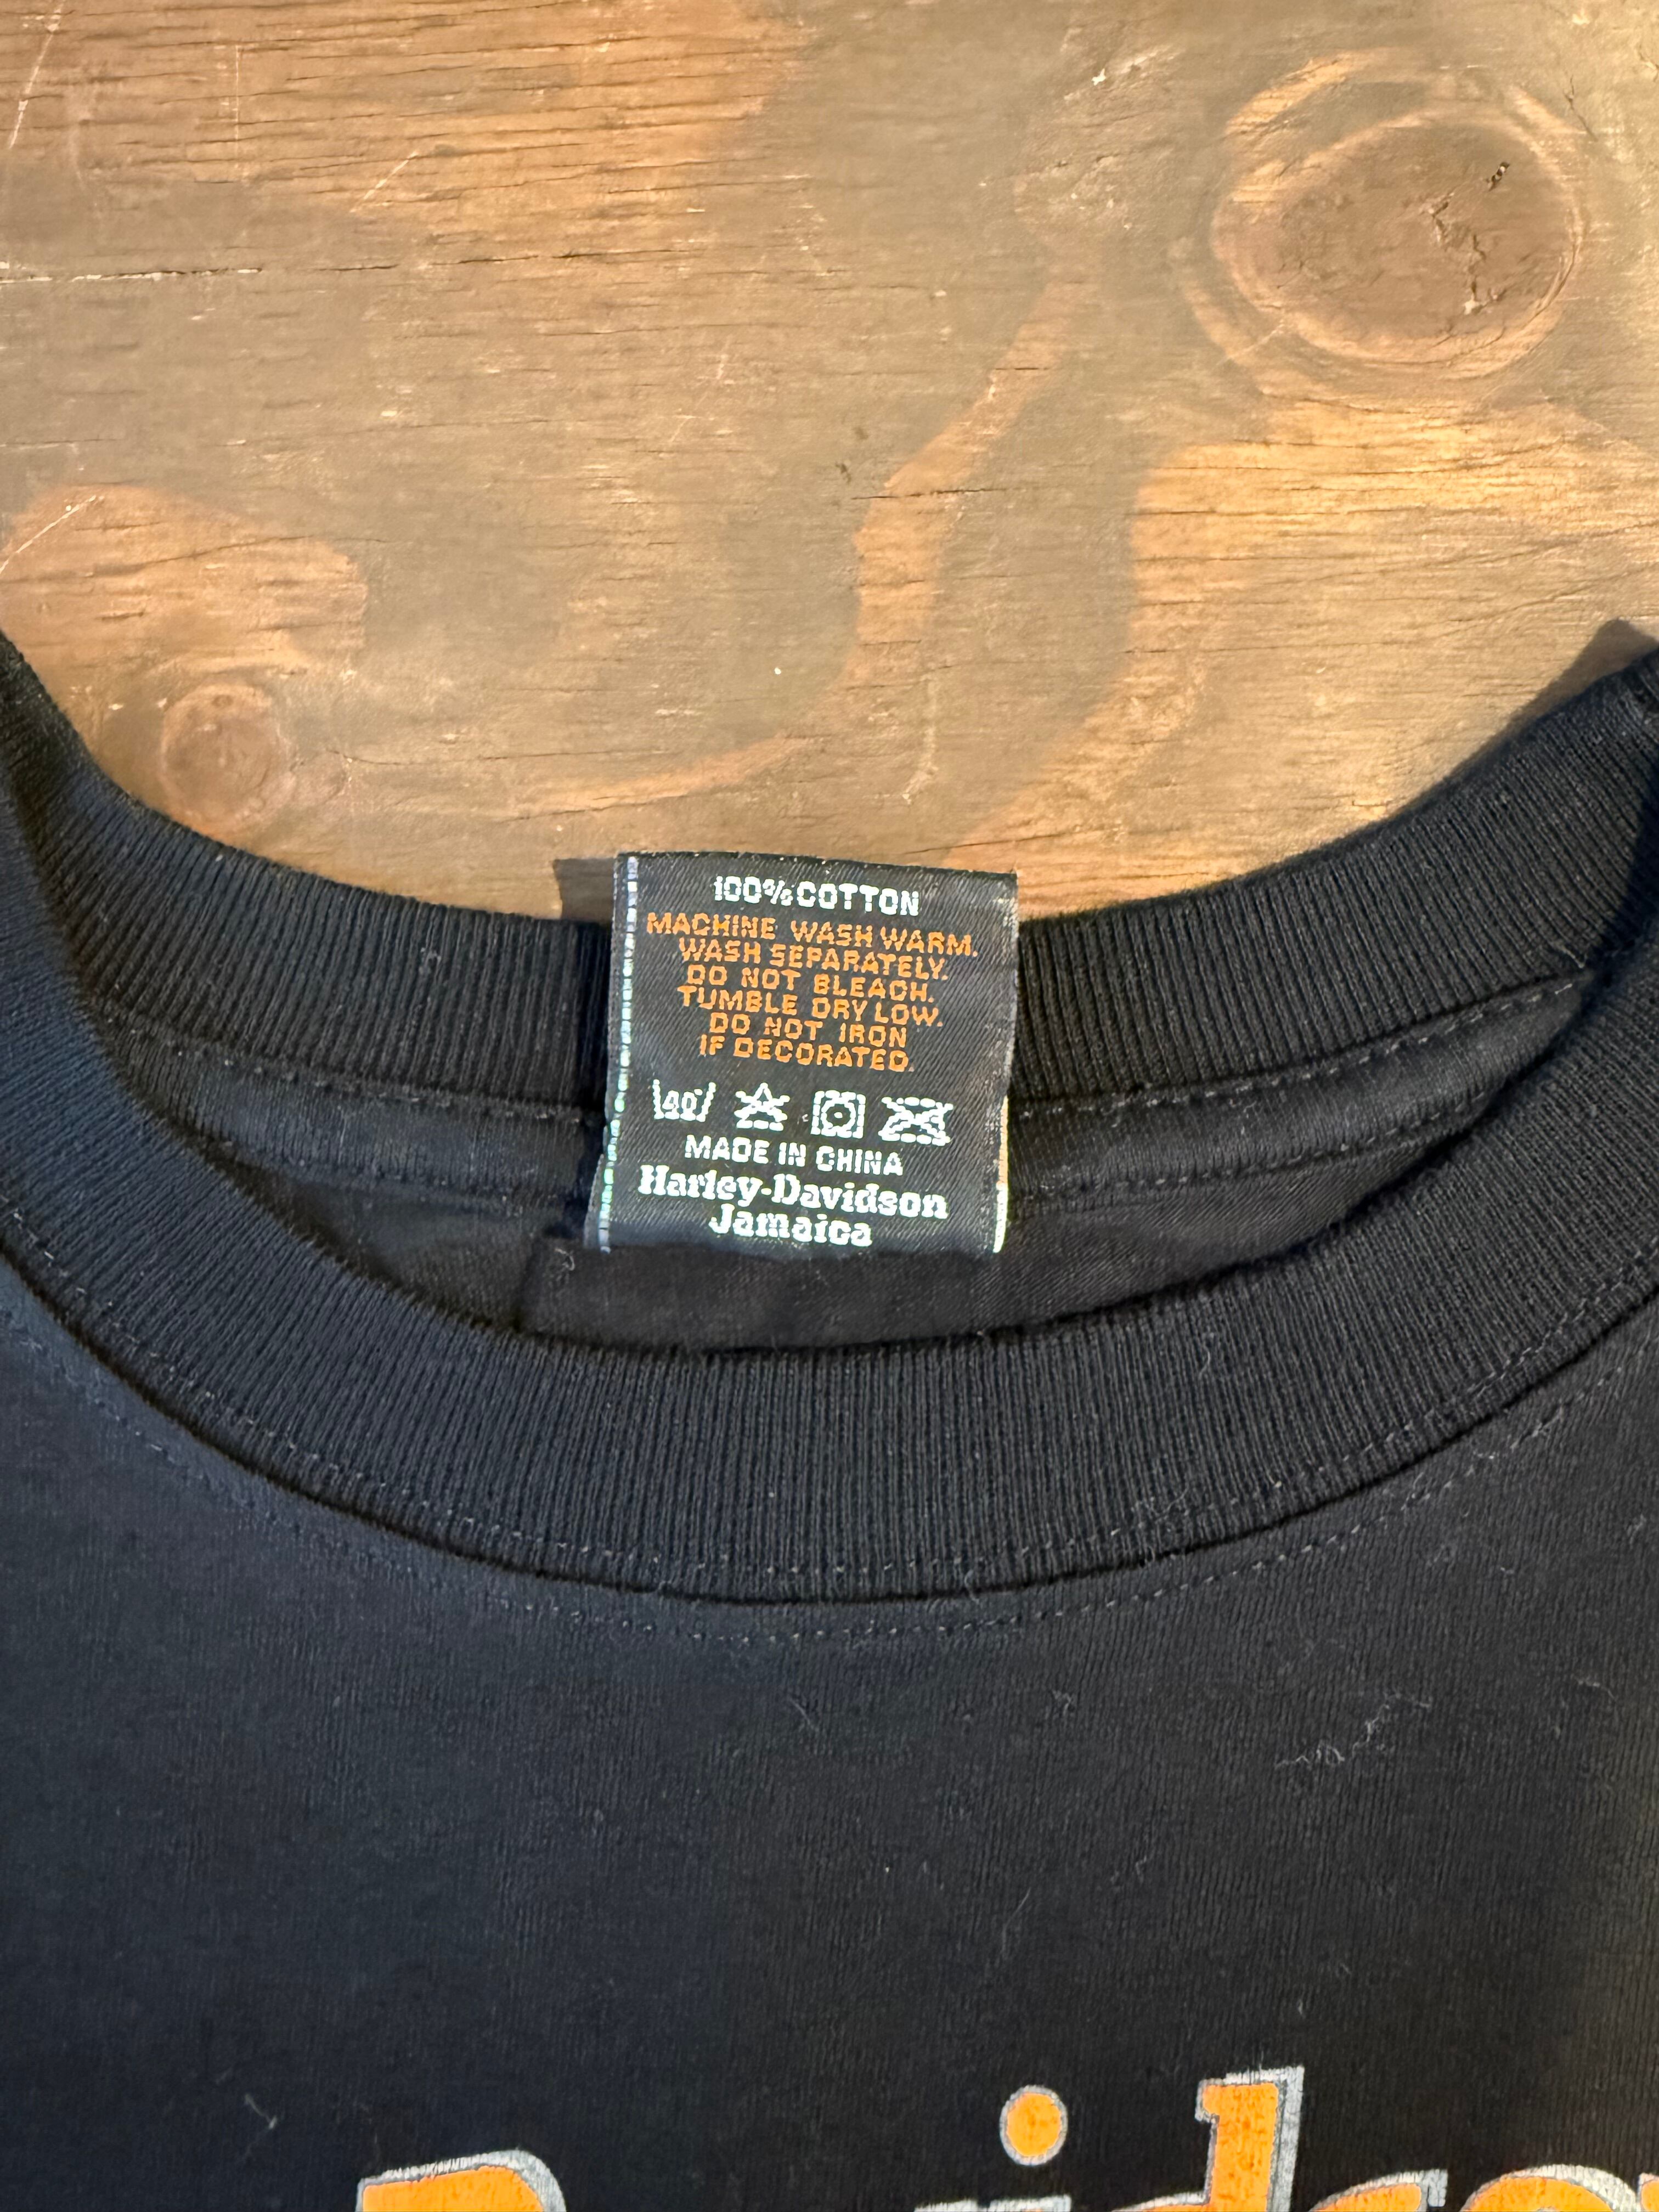 100% COTTON
MACHINE WASH WARM.
WASH SEPARATELY.
DO NOT BLEACH.
TUMBLE DRY LOW.
DO NOT IRON
IF DECORATED.
40°
MADE IN CHINA
Harley-Davidson
Jamaica